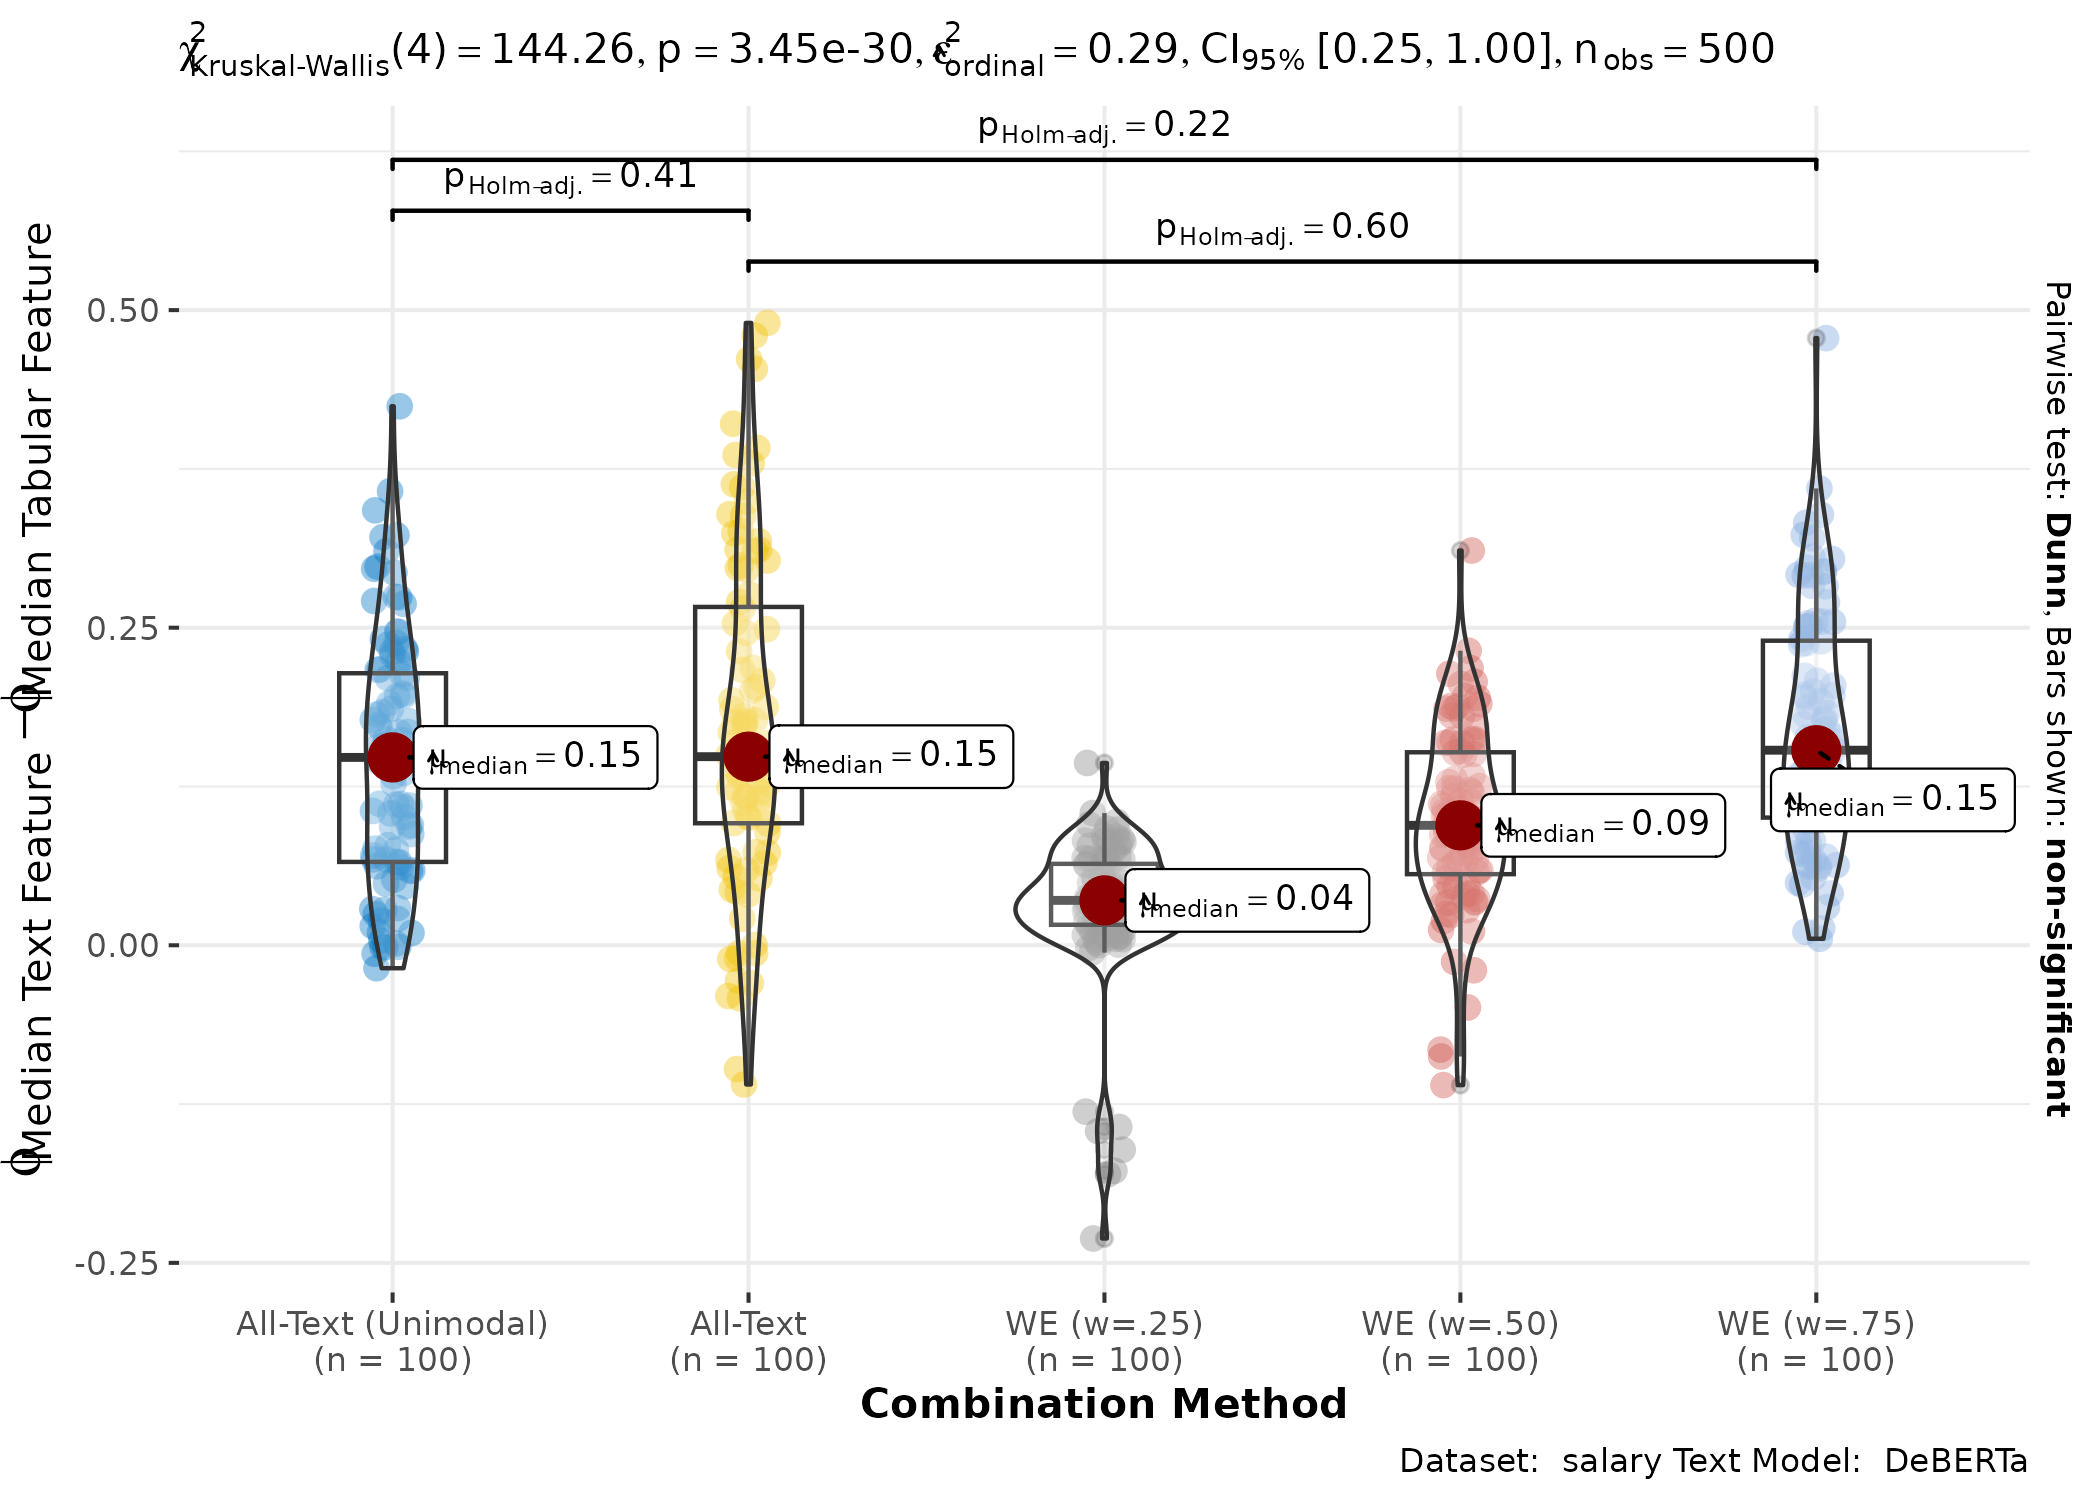 χ²Kruskal-Wallis(4) = 144.26, p = 3.45e-30, ε̂²ordinal = 0.29, CI95% [0.25, 1.00], nobs = 500
pHolm-adj. = 0.22
pHolm-adj. = 0.41
pHolm-adj. = 0.60
ϕMedian Text Feature − ϕMedian Tabular Feature
0.50
0.25
0.00
-0.25
μ̂median = 0.15
μ̂median = 0.15
μ̂median = 0.04
μ̂median = 0.09
μ̂median = 0.15
Pairwise test: Dunn, Bars shown: non-significant
All-Text (Unimodal)
(n = 100)
All-Text
(n = 100)
WE (w=.25)
(n = 100)
WE (w=.50)
(n = 100)
WE (w=.75)
(n = 100)
Combination Method
Dataset:  salary Text Model:  DeBERTa